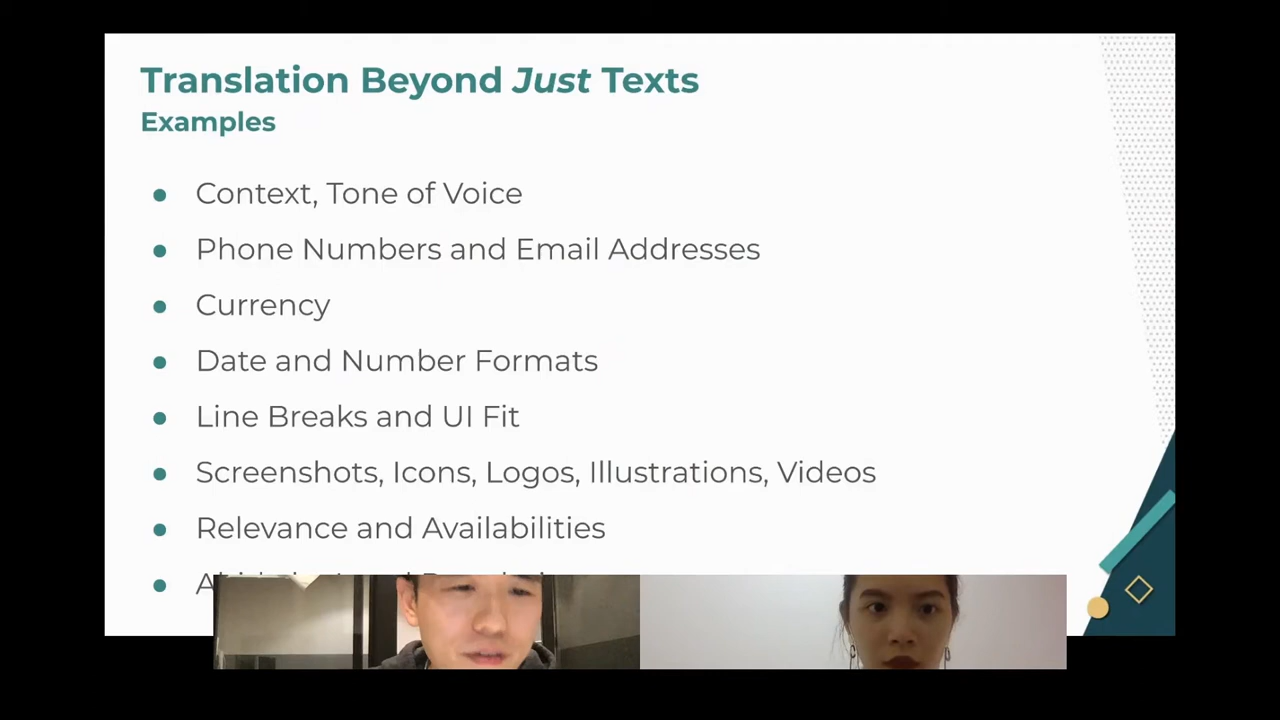 Translation Beyond Just Texts
Examples
● Context, Tone of Voice
● Phone Numbers and Email Addresses
● Currency
● Date and Number Formats
● Line Breaks and UI Fit
● Screenshots, Icons, Logos, Illustrations, Videos
● Relevance and Availabilities